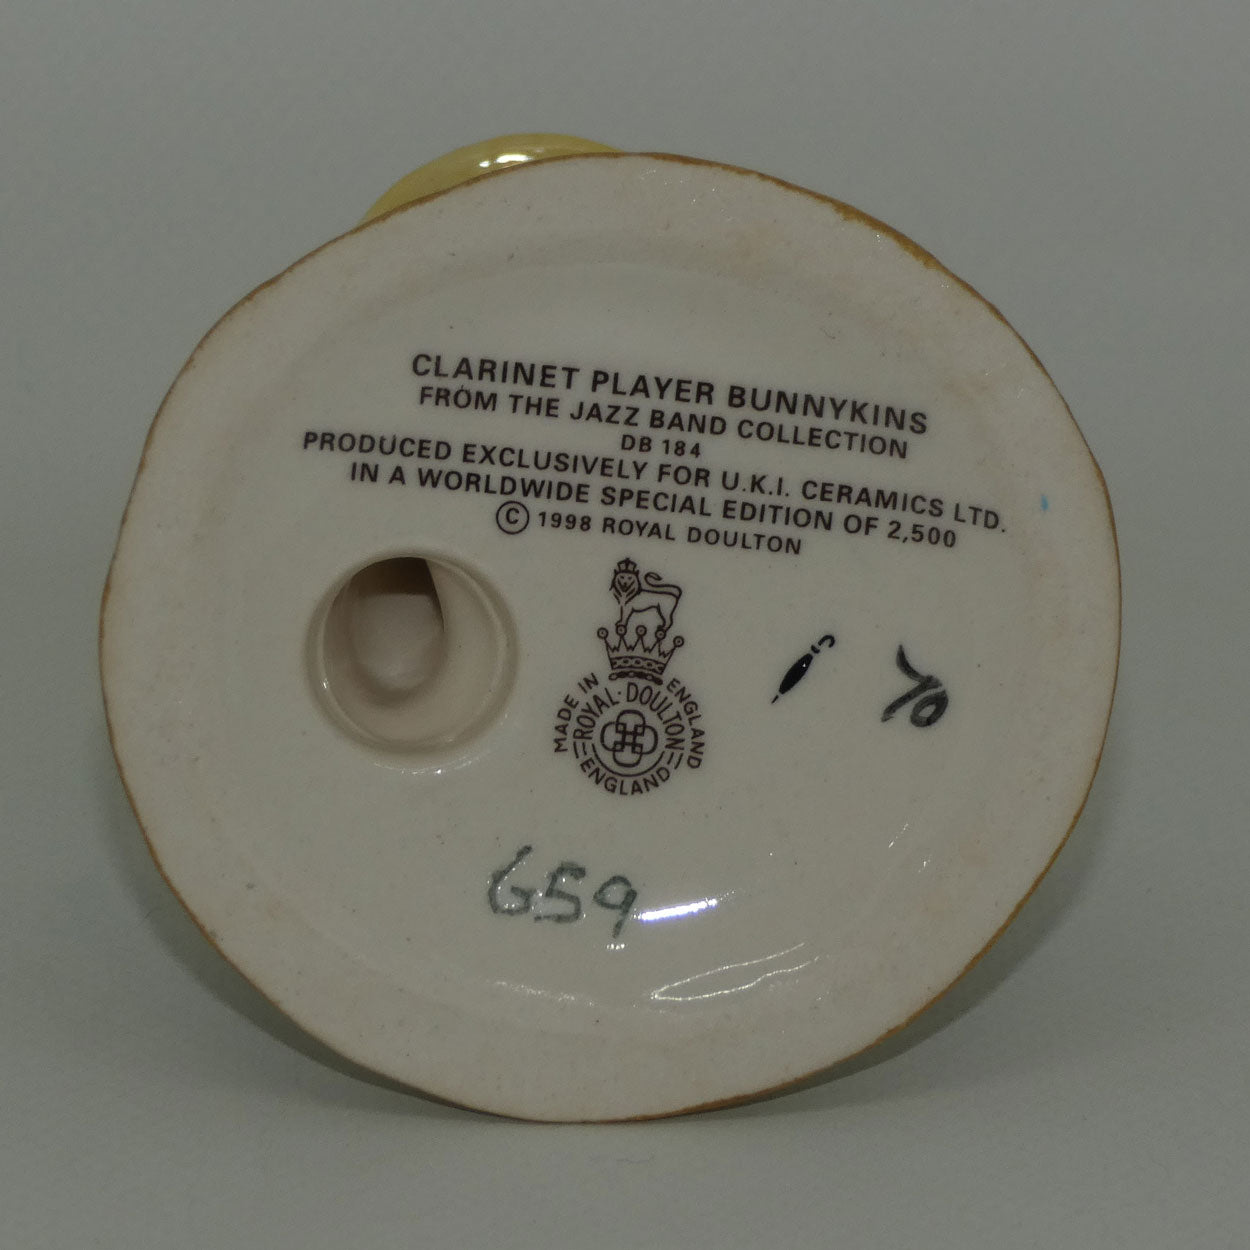 CLARINET PLAYER BUNNYKINS
FROM THE JAZZ BAND COLLECTION
DB 184
PRODUCED EXCLUSIVELY FOR U.K.I. CERAMICS LTD.
IN A WORLDWIDE SPECIAL EDITION OF 2,500
© 1998 ROYAL DOULTON
MADE IN ENGLAND
ROYAL·DOULTON
ENGLAND
659